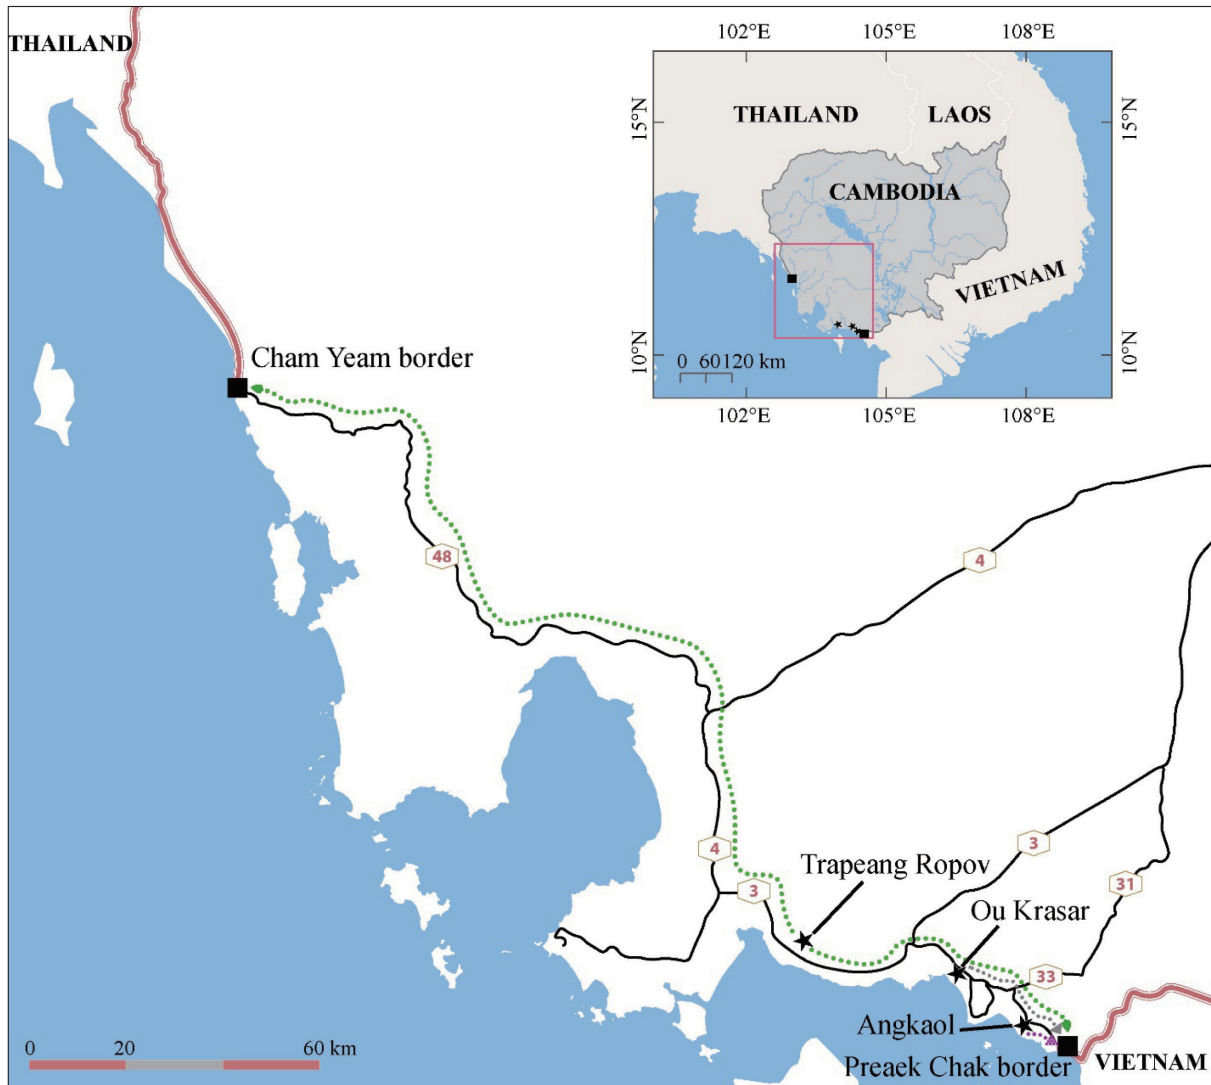 THAILAND
102°E 105°E 108°E
15°N
15°N
THAILAND
LAOS
CAMBODIA
VIETNAM
10°N
10°N
0 60 120 km
102°E 105°E 108°E
Cham Yeam border
48
4
4
3
3
31
Trapeang Ropov
Ou Krasar
33
Angkaol
Preaek Chak border
VIETNAM
0 20 60 km